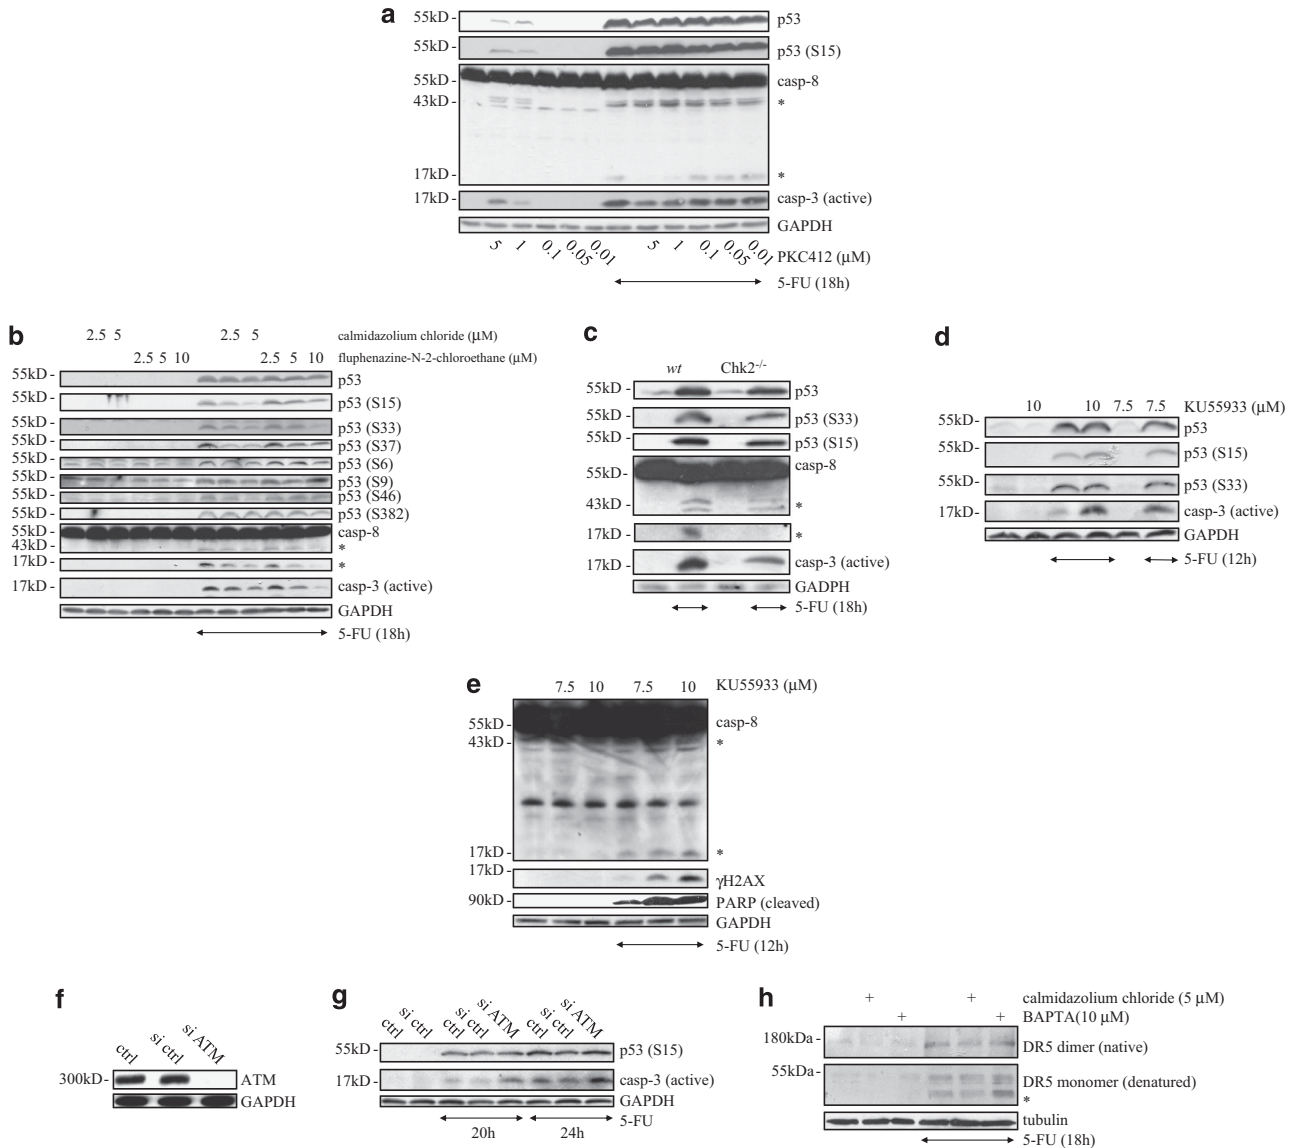 a
55kD p53
55kD p53 (S15)
55kD casp-8
43kD *
17kD *
17kD casp-3 (active)
GAPDH
5 1 0.1 0.05 0.01 5 1 0.1 0.05 0.01 PKC412 (µM)
5-FU (18h)
b
2.5 5 2.5 5 calmidazolium chloride (µM)
2.5 5 10 2.5 5 10 fluphenazine-N-2-chloroethane (µM)
55kD p53
55kD p53 (S15)
55kD p53 (S33)
55kD p53 (S37)
55kD p53 (S6)
55kD p53 (S9)
55kD p53 (S46)
55kD p53 (S382)
55kD casp-8
43kD *
17kD *
17kD casp-3 (active)
GAPDH
5-FU (18h)
c
wt Chk2-/-
55kD p53
55kD p53 (S33)
55kD p53 (S15)
55kD casp-8
43kD *
17kD *
17kD casp-3 (active)
GADPH
5-FU (18h)
d
10 10 7.5 7.5 KU55933 (µM)
55kD p53
55kD p53 (S15)
55kD p53 (S33)
17kD casp-3 (active)
GAPDH
5-FU (12h)
e
7.5 10 7.5 10 KU55933 (µM)
55kD casp-8
43kD *
17kD *
17kD γH2AX
90kD PARP (cleaved)
GAPDH
5-FU (12h)
f
ctrl si ctrl si ATM
300kD ATM
GAPDH
g
ctrl si ctrl ctrl si ctrl si ATM ctrl si ctrl si ATM
55kD p53 (S15)
17kD casp-3 (active)
GAPDH
5-FU
20h 24h
h
+ + calmidazolium chloride (5 µM)
+ + BAPTA(10 µM)
180kDa DR5 dimer (native)
55kDa DR5 monomer (denatured)
*
tubulin
5-FU (18h)